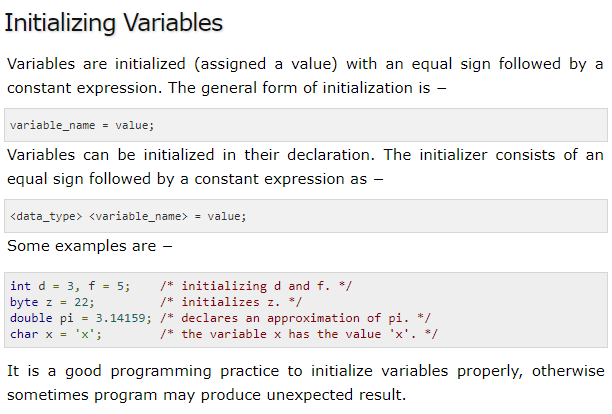 Initializing Variables
Variables are initialized (assigned a value) with an equal sign followed by a
constant expression. The general form of initialization is −
variable_name = value;
Variables can be initialized in their declaration. The initializer consists of an
equal sign followed by a constant expression as −
<data_type> <variable_name> = value;
Some examples are −
int d = 3, f = 5;    /* initializing d and f. */
byte z = 22;         /* initializes z. */
double pi = 3.14159; /* declares an approximation of pi. */
char x = 'x';        /* the variable x has the value 'x'. */
It is a good programming practice to initialize variables properly, otherwise
sometimes program may produce unexpected result.